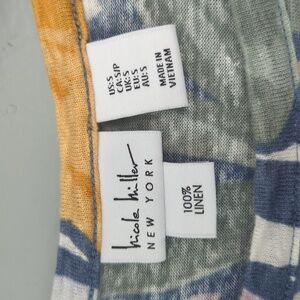 US:S
CA:S/P
UK:S
EU:S
AU:S
MADE IN
VIETNAM
nicole miller
NEW YORK
100%
LINEN